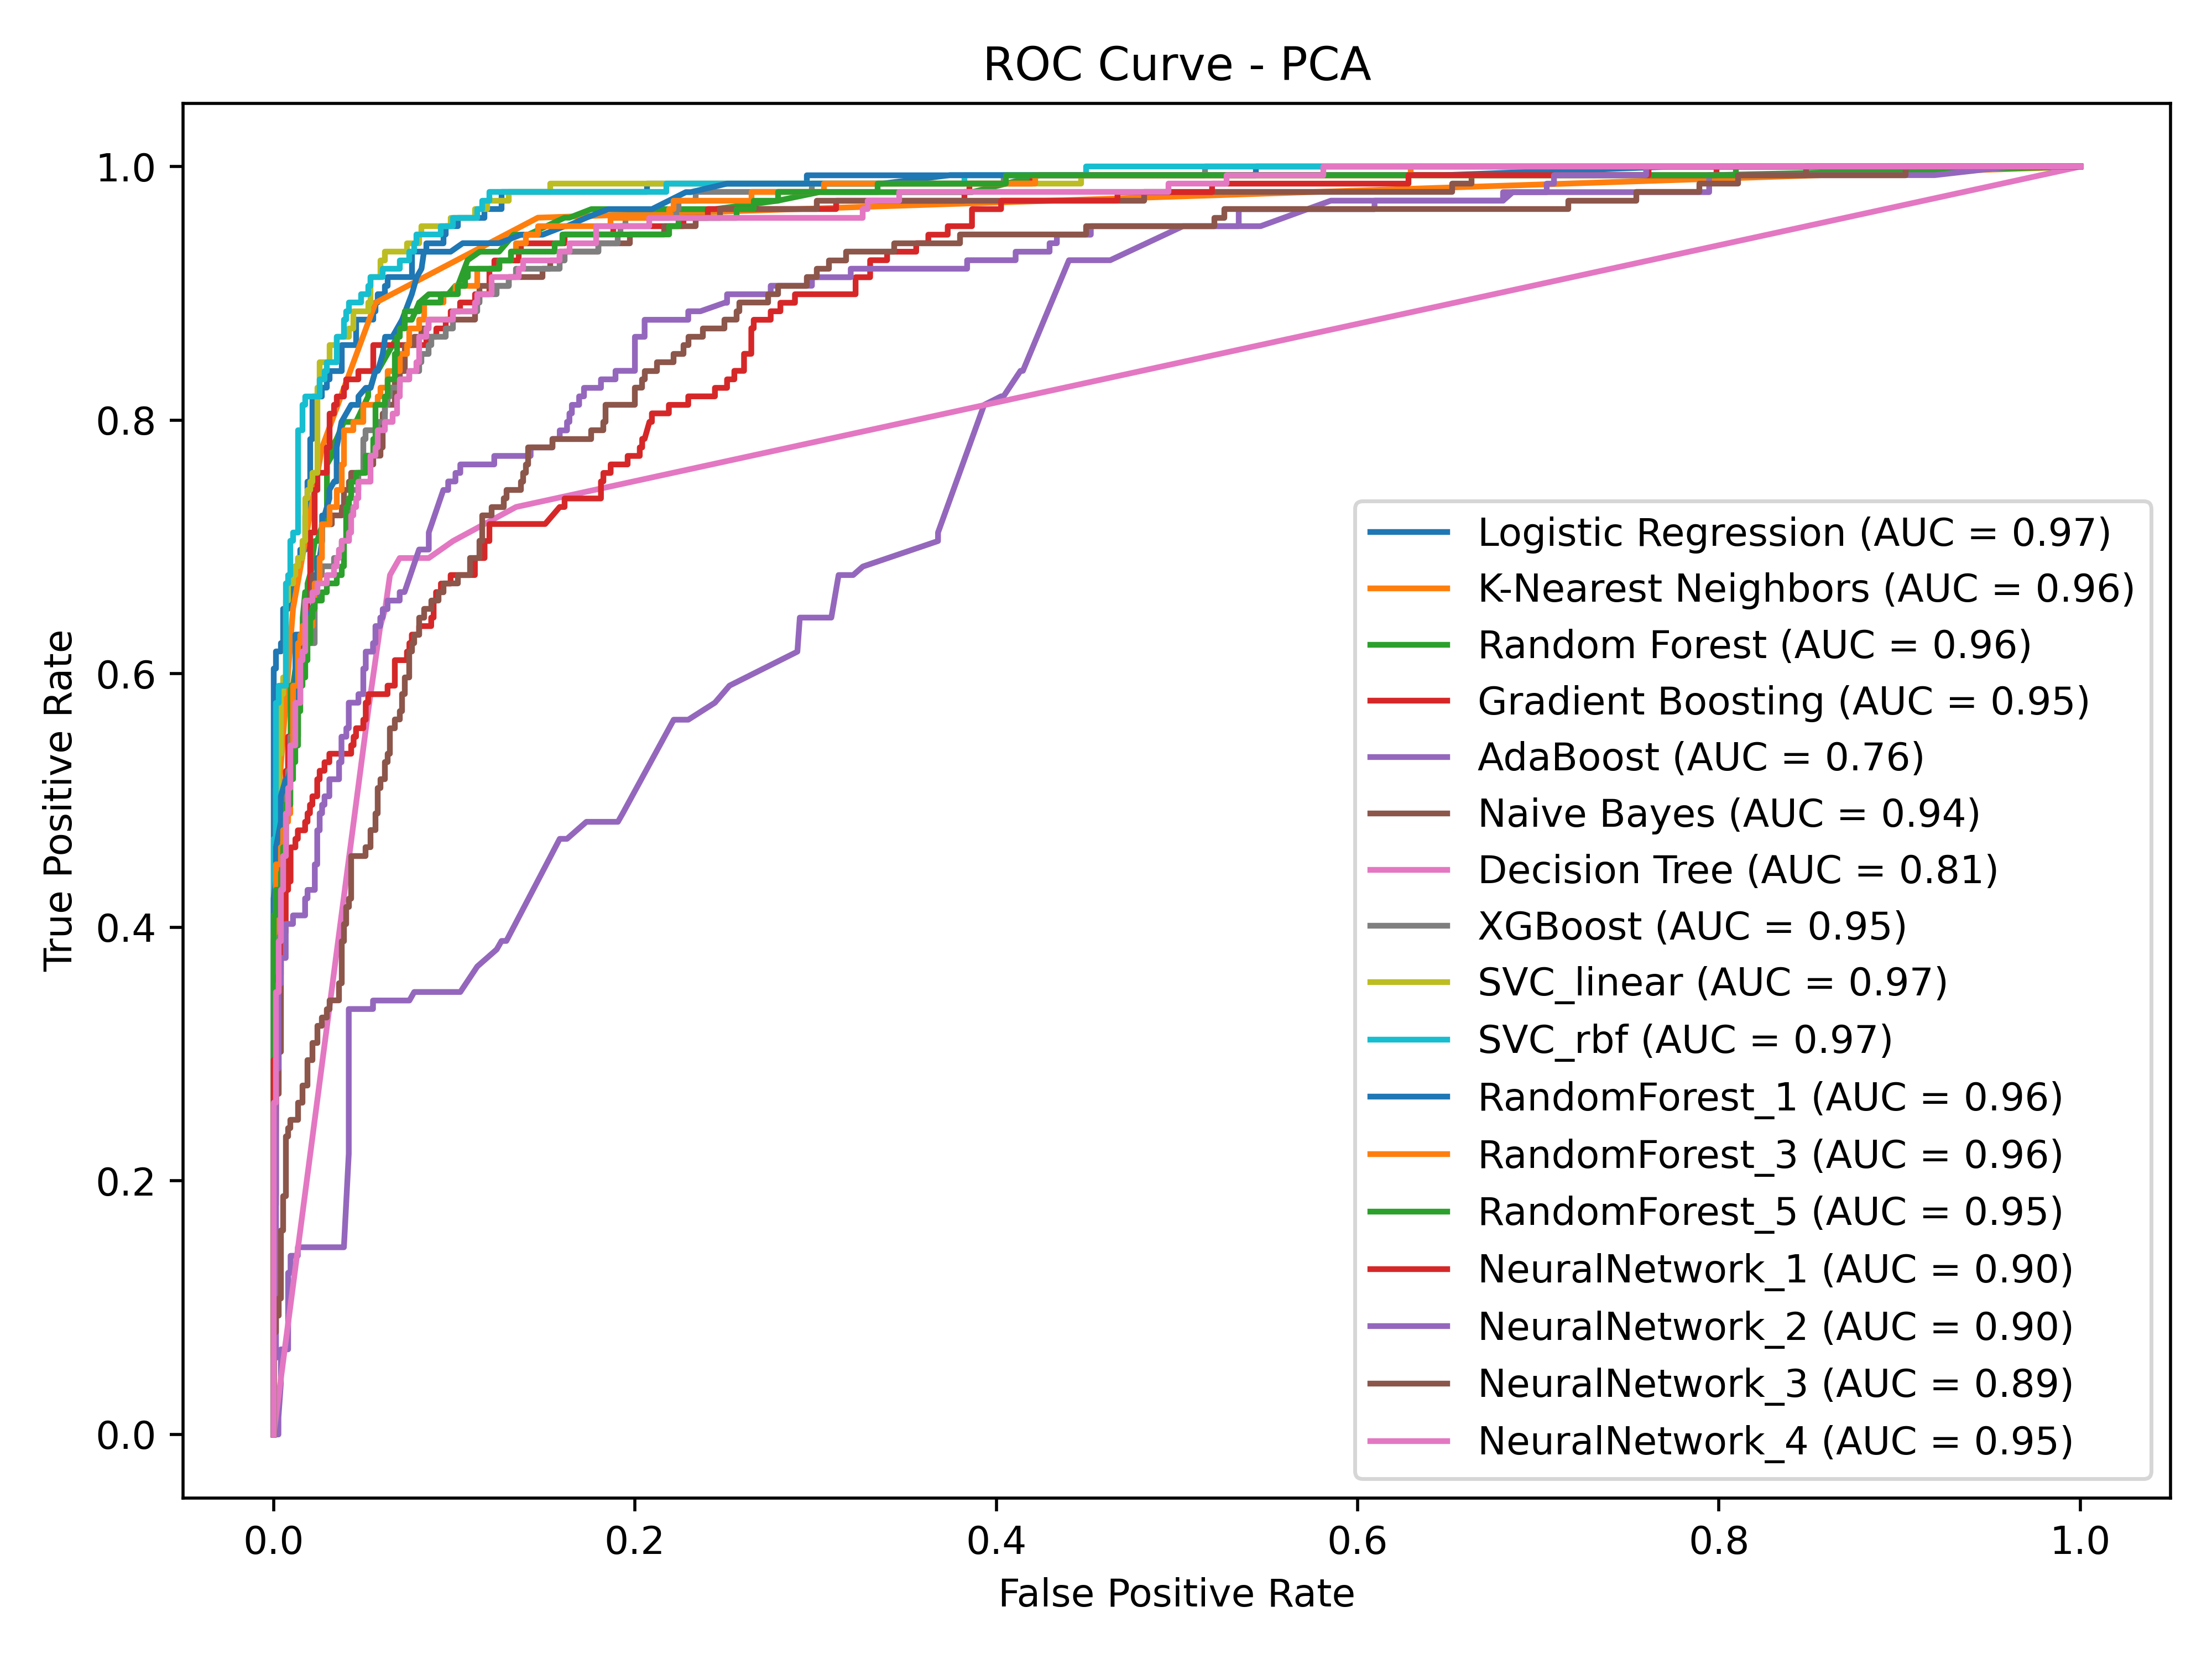 ROC Curve - PCA
True Positive Rate
1.0
0.8
0.6
0.4
0.2
0.0
Logistic Regression (AUC = 0.97)
K-Nearest Neighbors (AUC = 0.96)
Random Forest (AUC = 0.96)
Gradient Boosting (AUC = 0.95)
AdaBoost (AUC = 0.76)
Naive Bayes (AUC = 0.94)
Decision Tree (AUC = 0.81)
XGBoost (AUC = 0.95)
SVC_linear (AUC = 0.97)
SVC_rbf (AUC = 0.97)
RandomForest_1 (AUC = 0.96)
RandomForest_3 (AUC = 0.96)
RandomForest_5 (AUC = 0.95)
NeuralNetwork_1 (AUC = 0.90)
NeuralNetwork_2 (AUC = 0.90)
NeuralNetwork_3 (AUC = 0.89)
NeuralNetwork_4 (AUC = 0.95)
0.0 0.2 0.4 0.6 0.8 1.0
False Positive Rate